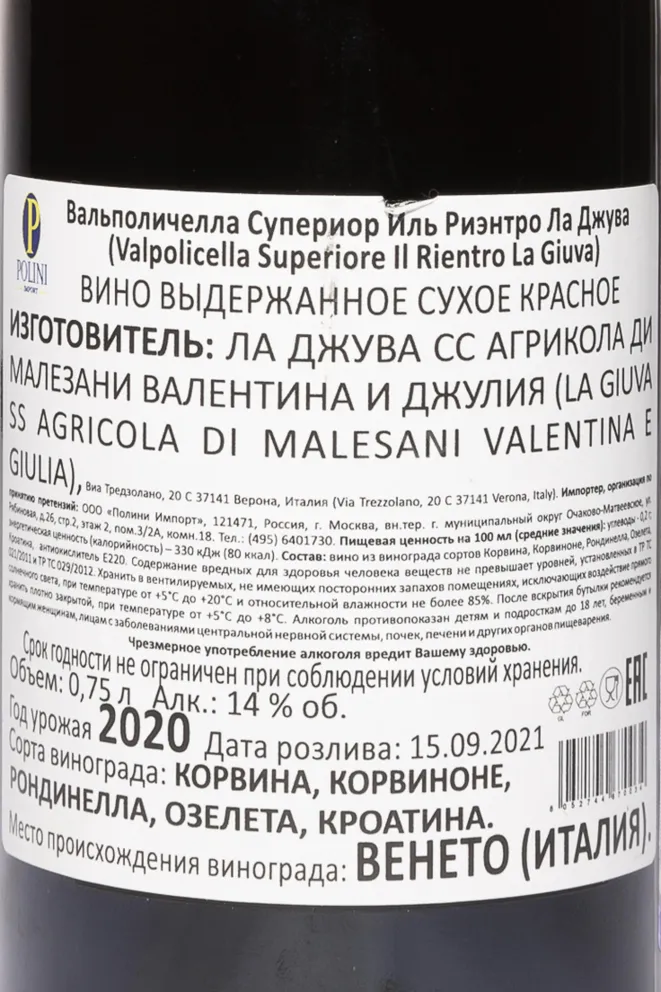 POLINI
IMPORT
Вальполичелла Супериор Иль Риэнтро Ла Джува
(Valpolicella Superiore Il Rientro La Giuva)
ВИНО ВЫДЕРЖАННОЕ СУХОЕ КРАСНОЕ
ИЗГОТОВИТЕЛЬ: ЛА ДЖУВА СС АГРИКОЛА ДИ
МАЛЕЗАНИ ВАЛЕНТИНА И ДЖУЛИЯ (LA GIUVA
SS AGRICOLA DI MALESANI VALENTINA E
GIULIA), Виа Тредзолано, 20 С 37141 Верона, Италия (Via Trezzolano, 20 C 37141 Verona, Italy). Импортер, организация по
принятию претензий: ООО «Полини Импорт», 121471, Россия, г. Москва, вн.тер. г. муниципальный округ Очаково-Матвеевское, ул.
Рябиновая, д.26, стр.2, этаж 2, пом.3/2А, комн.18. Тел.: (495) 6401730. Пищевая ценность на 100 мл (средние значения): углеводы - 0,2 г.
энергетическая ценность (калорийность) – 330 кДж (80 ккал). Состав: вино из винограда сортов Корвина, Корвиноне, Рондинелла, Озелета,
Кроатина, антиокислитель Е220. Содержание вредных для здоровья человека веществ не превышает уровней, установленных в ТР ТС
021/2011 и ТР ТС 029/2012. Хранить в вентилируемых, не имеющих посторонних запахов помещениях, исключающих воздействие прямого
солнечного света, при температуре от +5°С до +20°С и относительной влажности не более 85%. После вскрытия бутылки рекомендуется
хранить плотно закрытой, при температуре от +5°С до +8°С. Алкоголь противопоказан детям и подросткам до 18 лет, беременным и
кормящим женщинам, лицам с заболеваниями центральной нервной системы, почек, печени и других органов пищеварения.
Чрезмерное употребление алкоголя вредит Вашему здоровью.
Срок годности не ограничен при соблюдении условий хранения.
Объем: 0,75 л Алк.: 14 % об.
GL FOR EAC
Год урожая 2020 Дата розлива: 15.09.2021
Сорта винограда: КОРВИНА, КОРВИНОНЕ,
РОНДИНЕЛЛА, ОЗЕЛЕТА, КРОАТИНА.
Место происхождения винограда: ВЕНЕТО (ИТАЛИЯ).